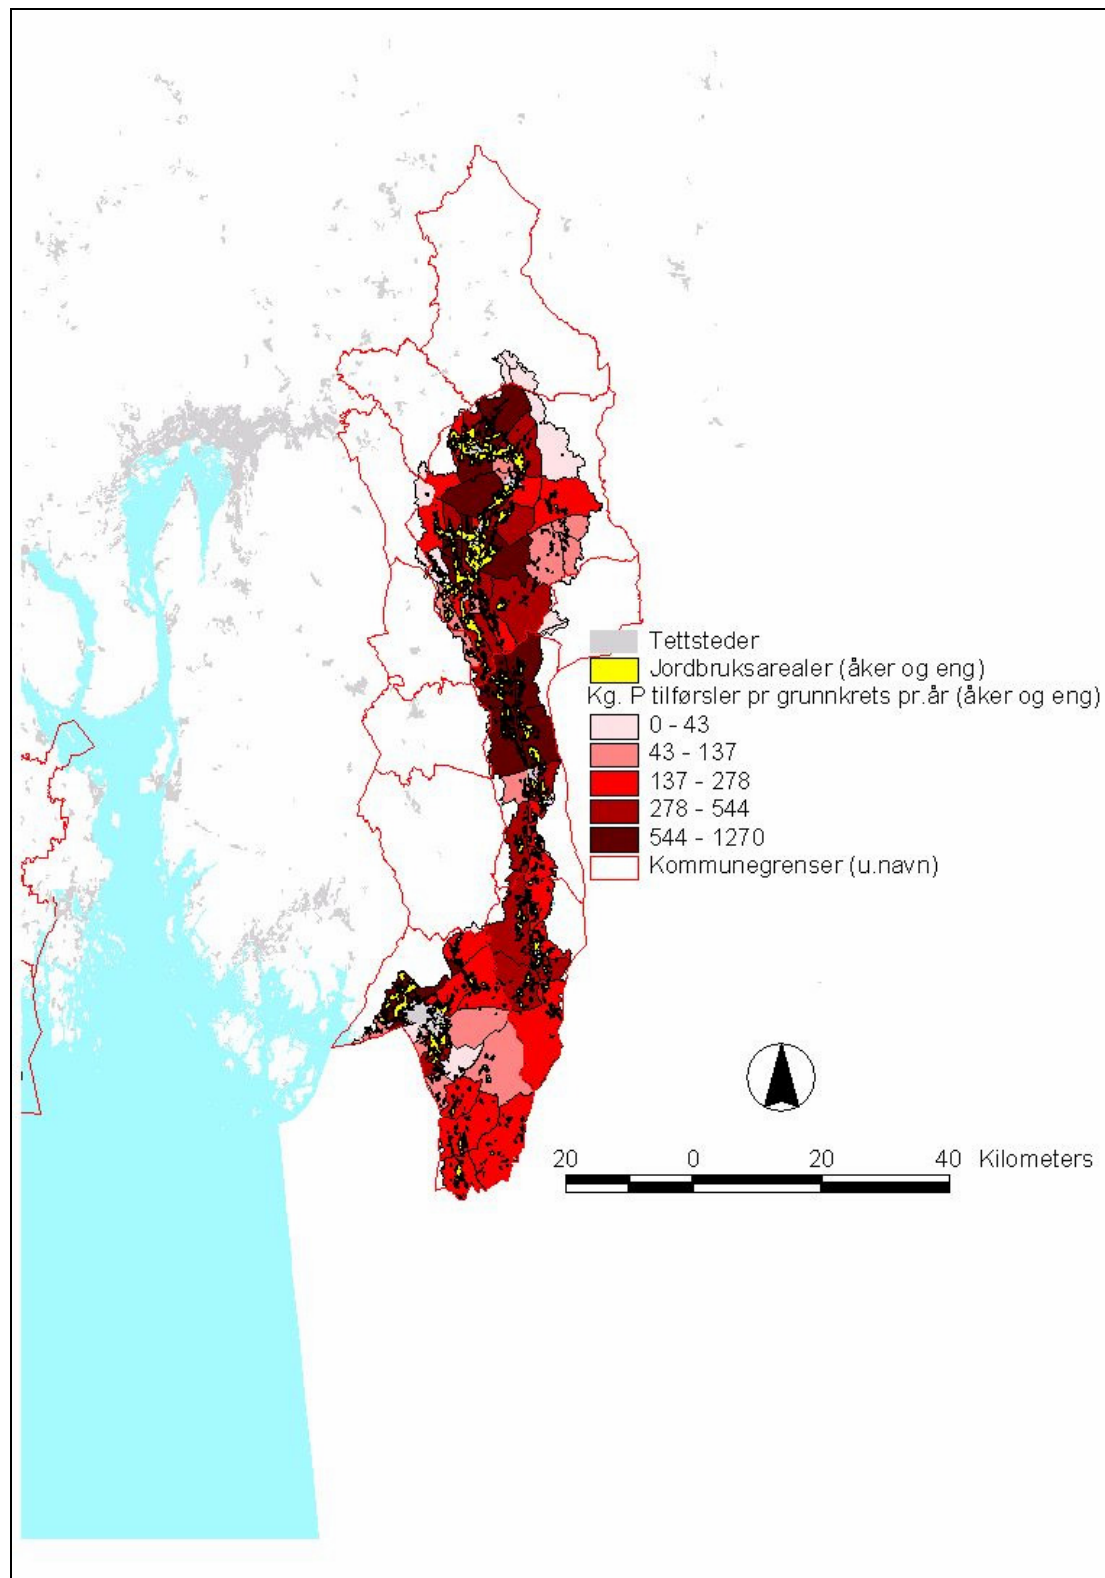 Tettsteder
Jordbruksarealer (åker og eng)
Kg. P tilførsler pr grunnkrets pr.år (åker og eng)
0 - 43
43 - 137
137 - 278
278 - 544
544 - 1270
Kommunegrenser (u.navn)
20 0 20 40 Kilometers